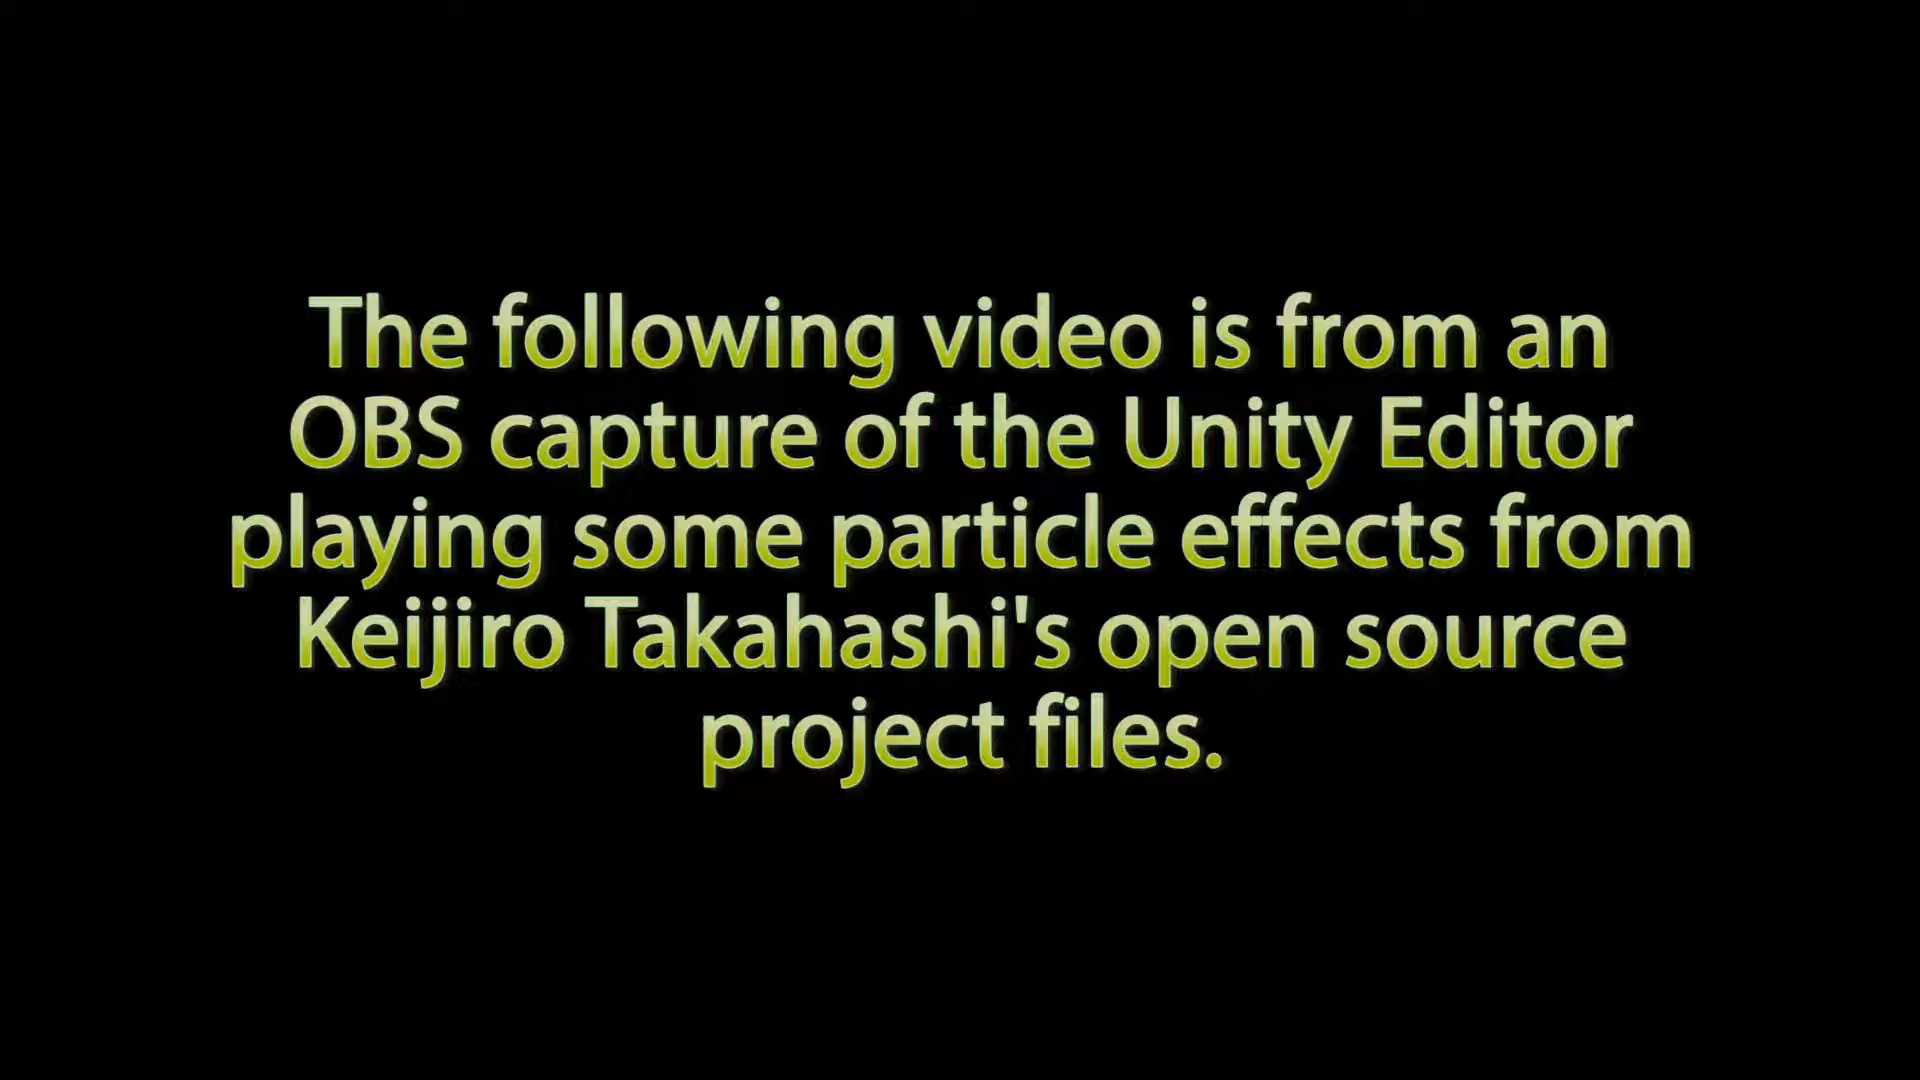 The following video is from an
OBS capture of the Unity Editor
playing some particle effects from
Keijiro Takahashi's open source
project files.